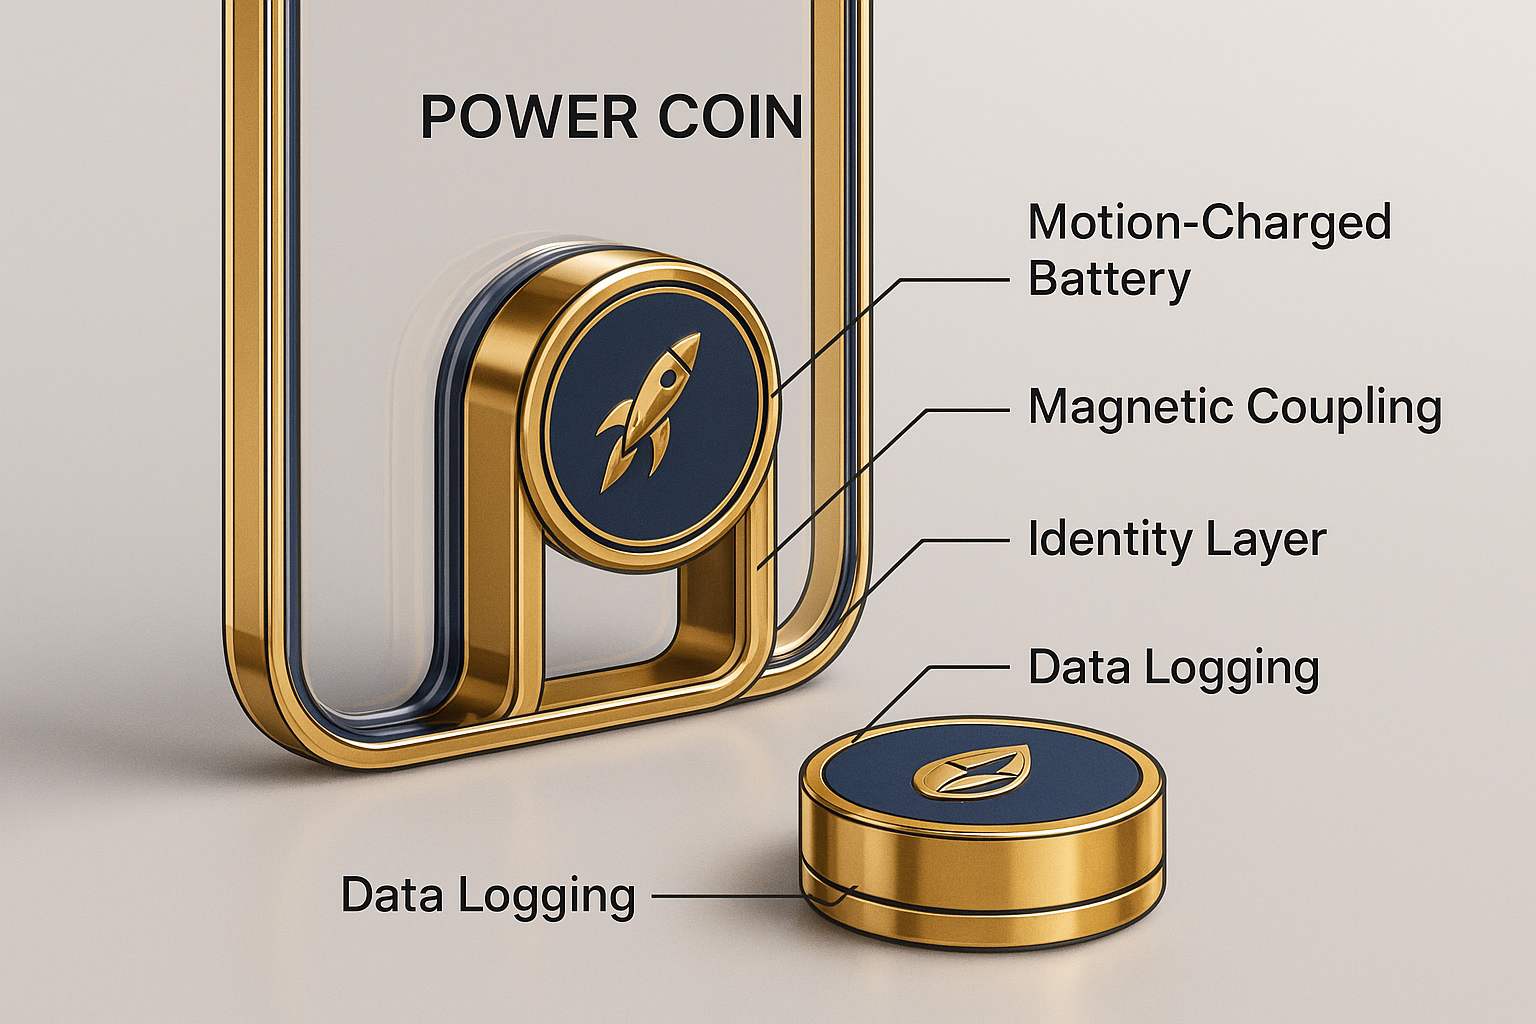 POWER COIN
Motion-Charged
Battery
Magnetic Coupling
Identity Layer
Data Logging
Data Logging